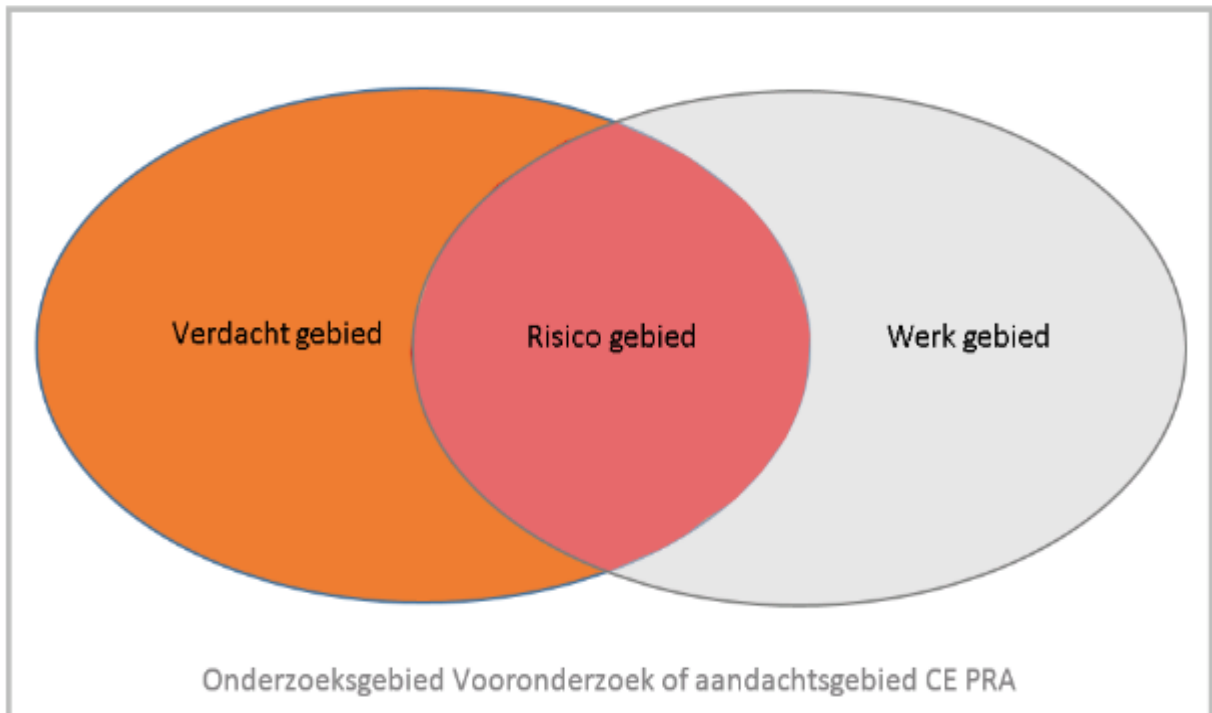 Verdacht gebied
Risico gebied
Werk gebied
Onderzoeksgebied Vooronderzoek of aandachtsgebied CE PRA